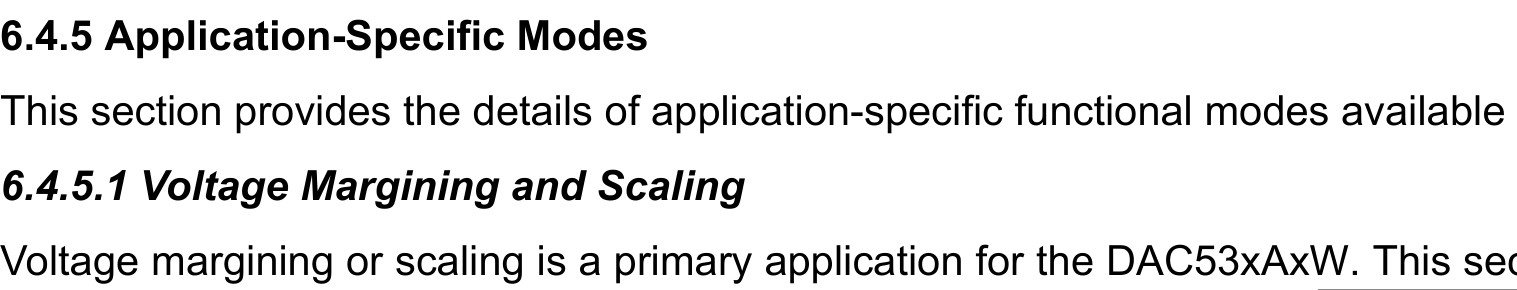 6.4.5 Application-Specific Modes
This section provides the details of application-specific functional modes available
6.4.5.1 Voltage Margining and Scaling
Voltage margining or scaling is a primary application for the DAC53xAxW. This